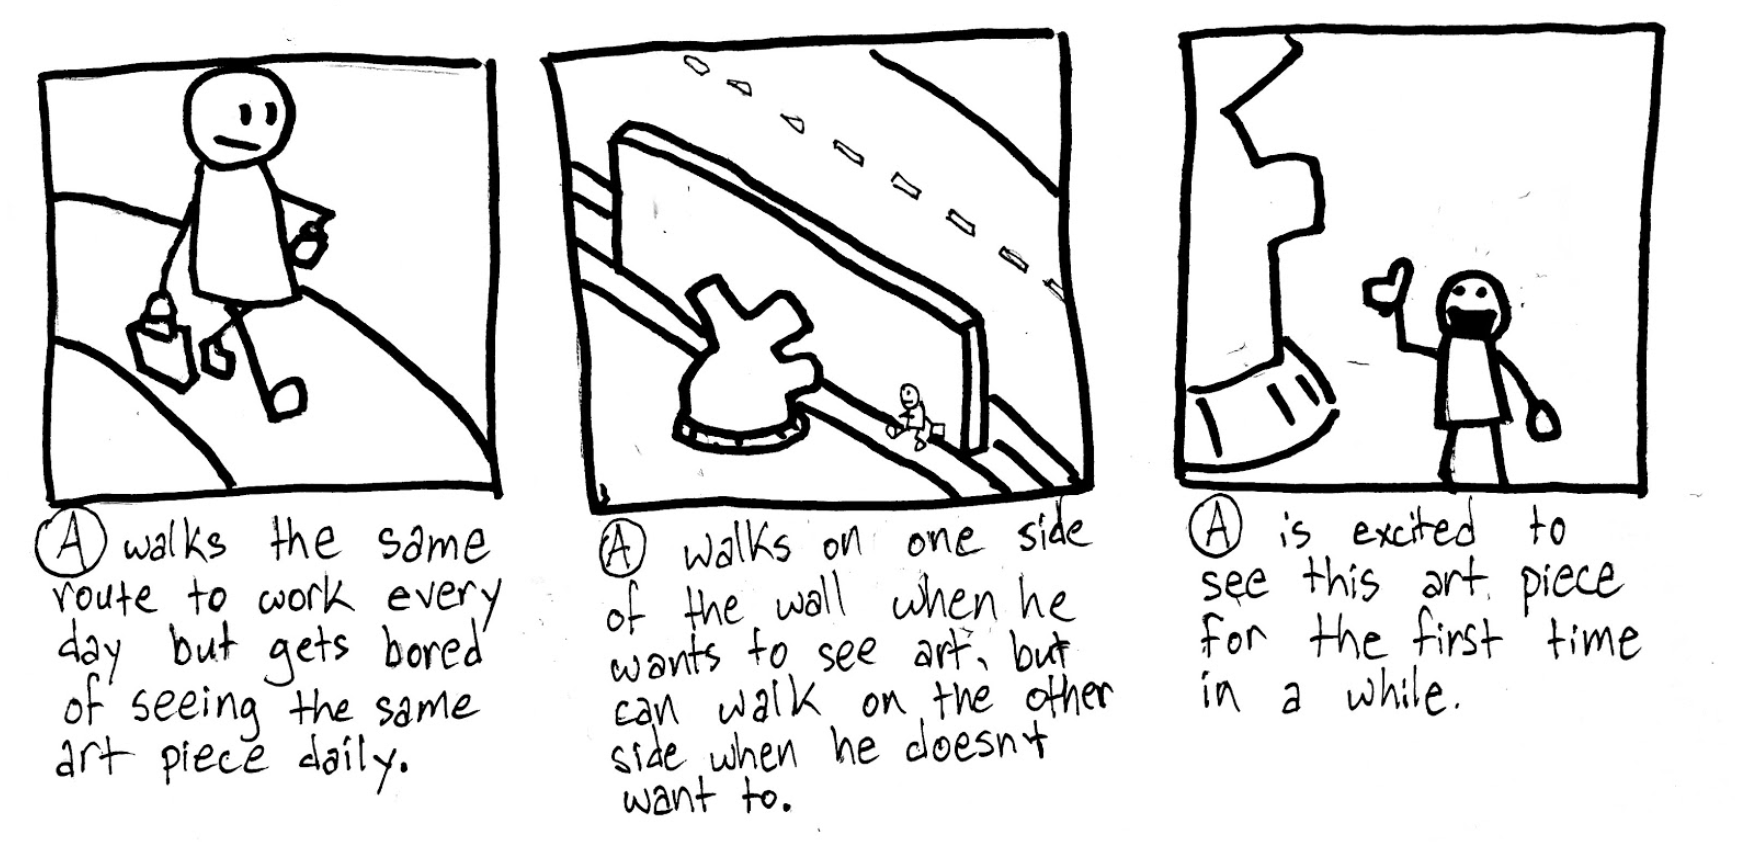 A walks the same
route to work every
day but gets bored
of seeing the same
art piece daily.
A walks on one side
of the wall when he
wants to see art, but
can walk on the other
side when he doesnt
want to.
A is excited to
see this art piece
for the first time
in a while.